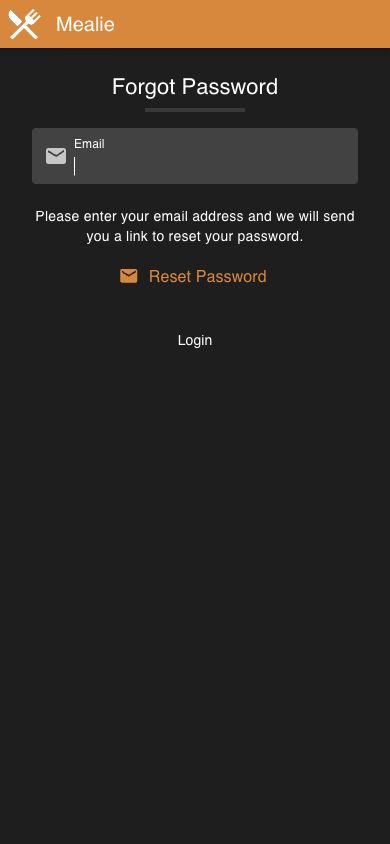 Mealie
Forgot Password
Email
Please enter your email address and we will send
you a link to reset your password.
Reset Password
Login